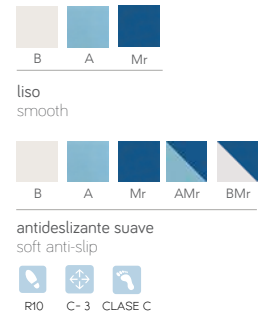 B A Mr
liso
smooth
B A Mr AMr BMr
antideslizante suave
soft anti-slip
R10 C-3 CLASE C